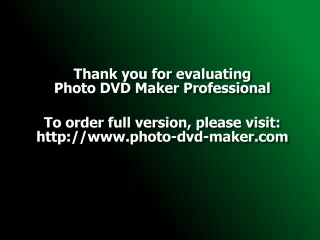 Thank you for evaluating
Photo DVD Maker Professional
To order full version, please visit:
http://www.photo-dvd-maker.com